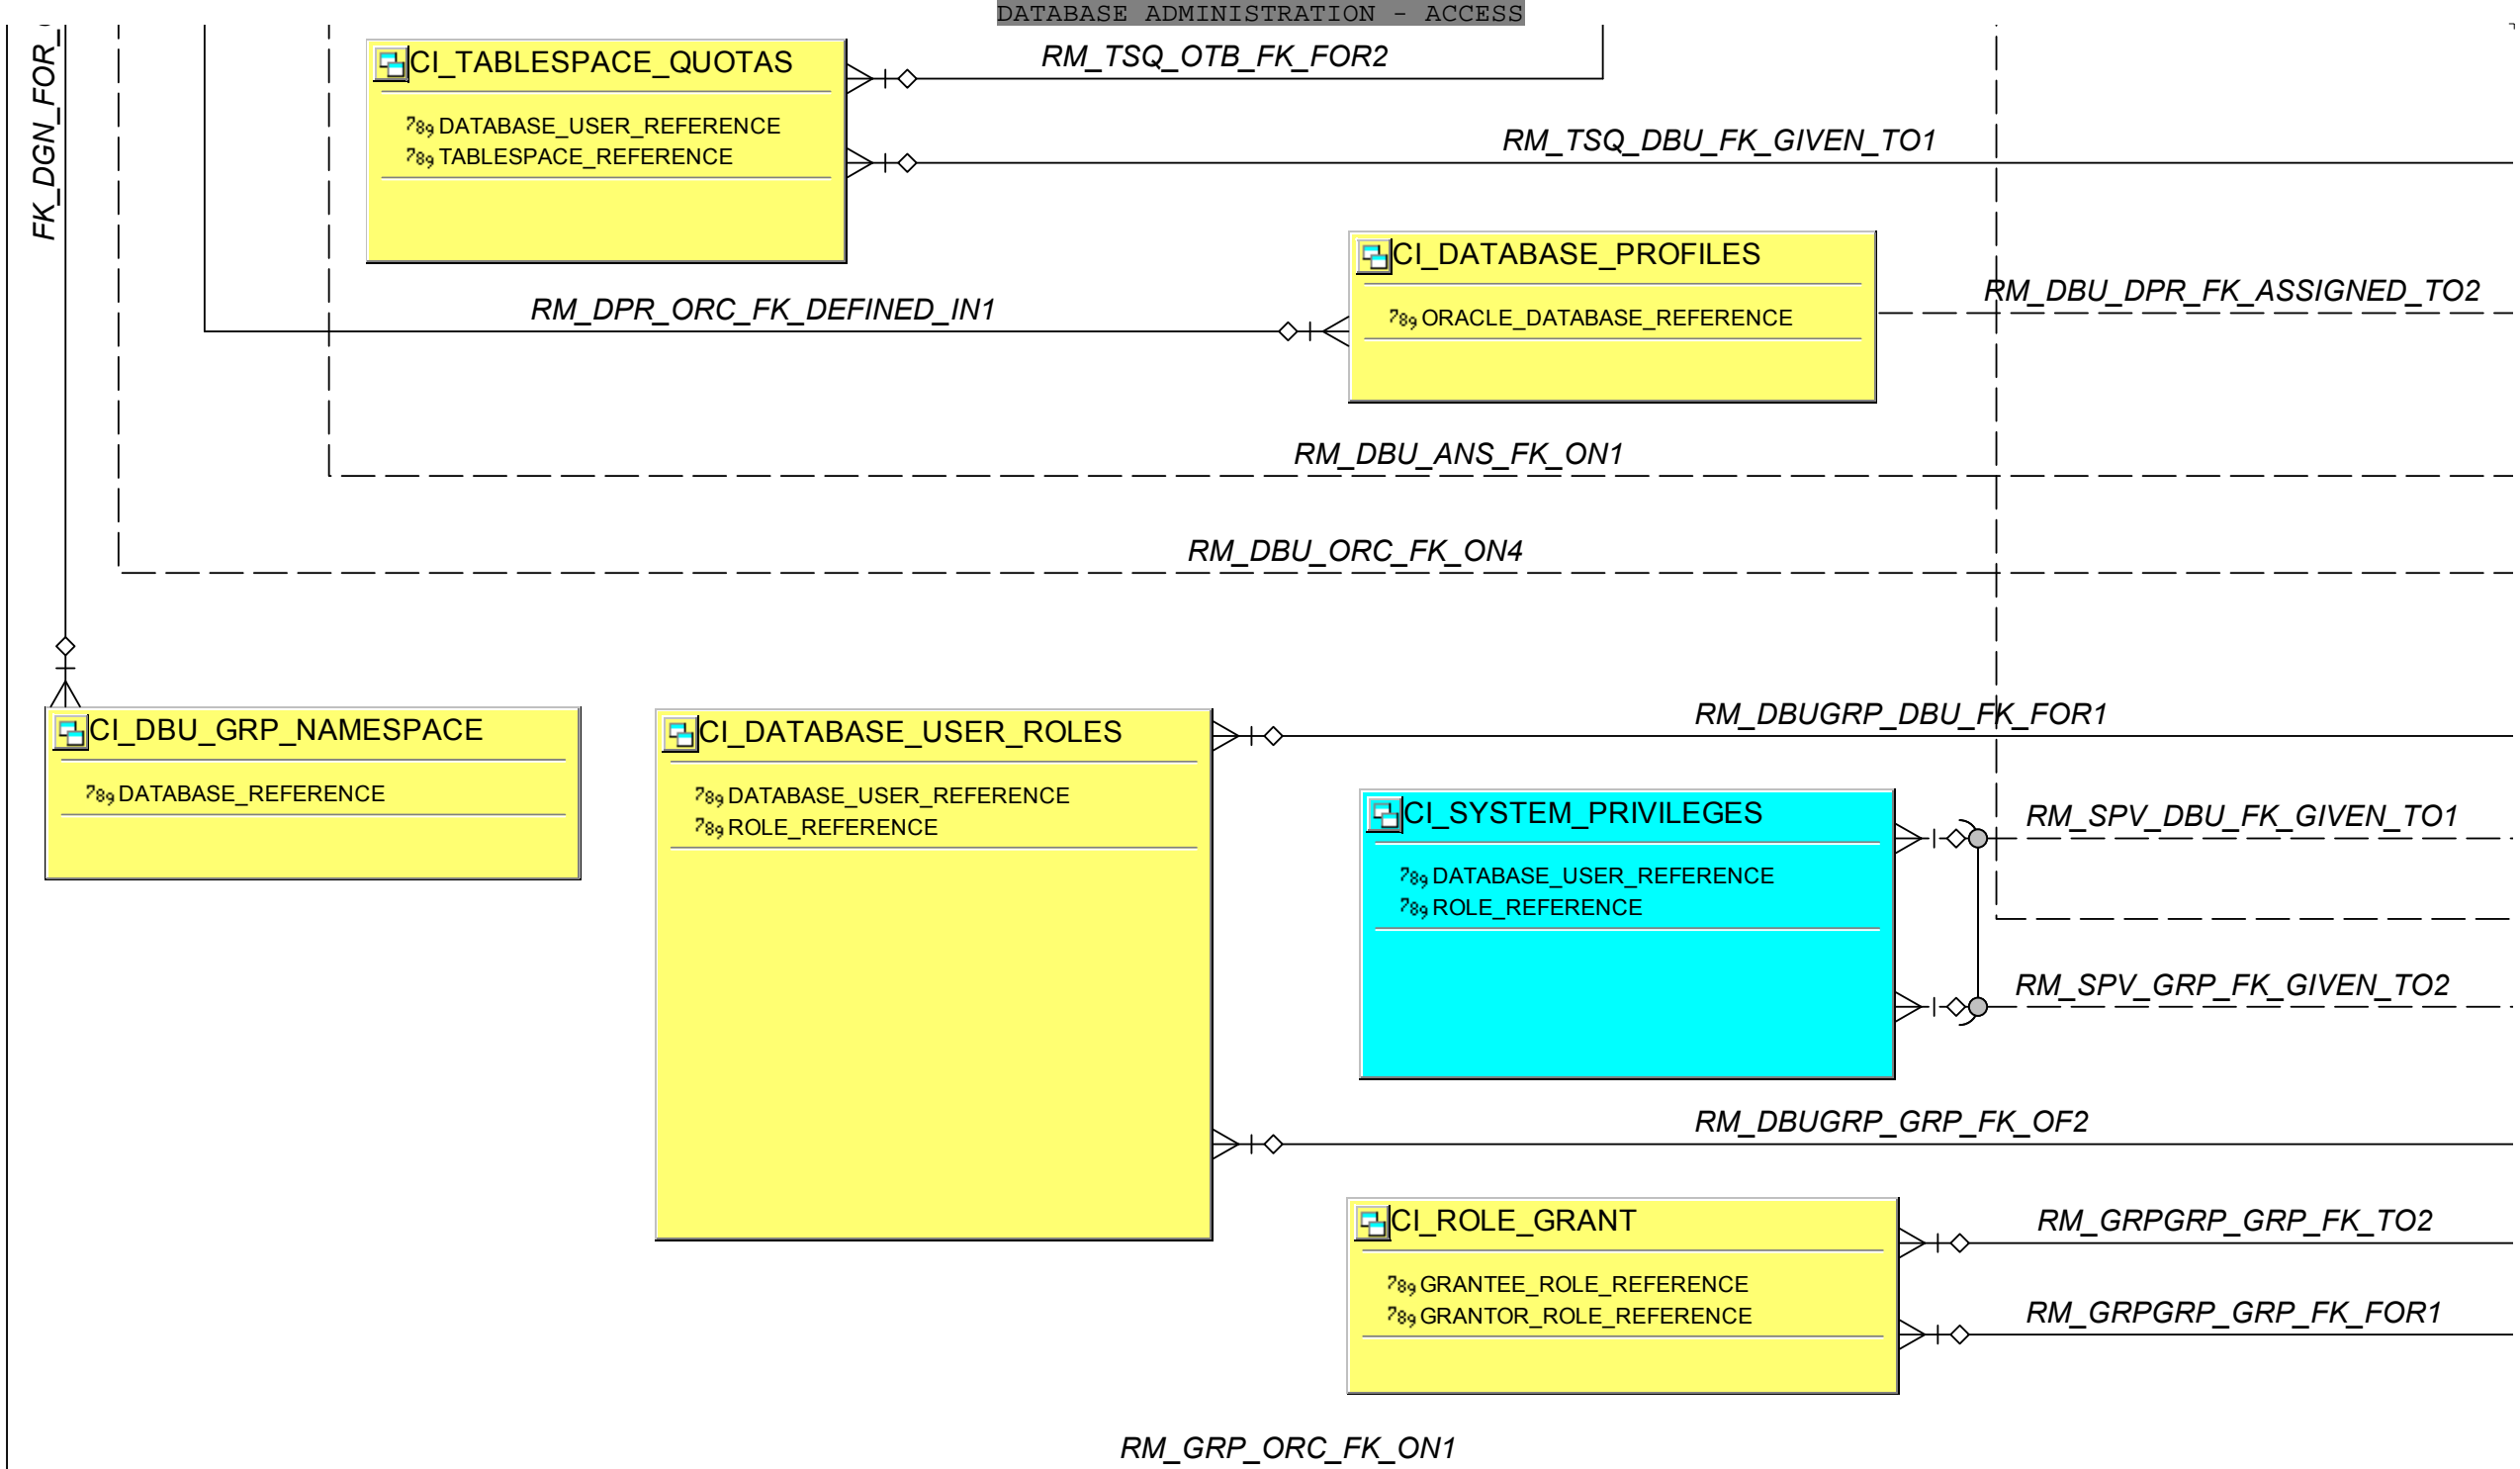 DATABASE ADMINISTRATION - ACCESS
FK_DGN_FOR_
CI_TABLESPACE_QUOTAS
789 DATABASE_USER_REFERENCE
789 TABLESPACE_REFERENCE
RM_TSQ_OTB_FK_FOR2
RM_TSQ_DBU_FK_GIVEN_TO1
CI_DATABASE_PROFILES
789 ORACLE_DATABASE_REFERENCE
RM_DBU_DPR_FK_ASSIGNED_TO2
RM_DPR_ORC_FK_DEFINED_IN1
RM_DBU_ANS_FK_ON1
RM_DBU_ORC_FK_ON4
CI_DBU_GRP_NAMESPACE
789 DATABASE_REFERENCE
CI_DATABASE_USER_ROLES
789 DATABASE_USER_REFERENCE
789 ROLE_REFERENCE
RM_DBUGRP_DBU_FK_FOR1
CI_SYSTEM_PRIVILEGES
789 DATABASE_USER_REFERENCE
789 ROLE_REFERENCE
RM_SPV_DBU_FK_GIVEN_TO1
RM_SPV_GRP_FK_GIVEN_TO2
RM_DBUGRP_GRP_FK_OF2
CI_ROLE_GRANT
789 GRANTEE_ROLE_REFERENCE
789 GRANTOR_ROLE_REFERENCE
RM_GRPGRP_GRP_FK_TO2
RM_GRPGRP_GRP_FK_FOR1
RM_GRP_ORC_FK_ON1